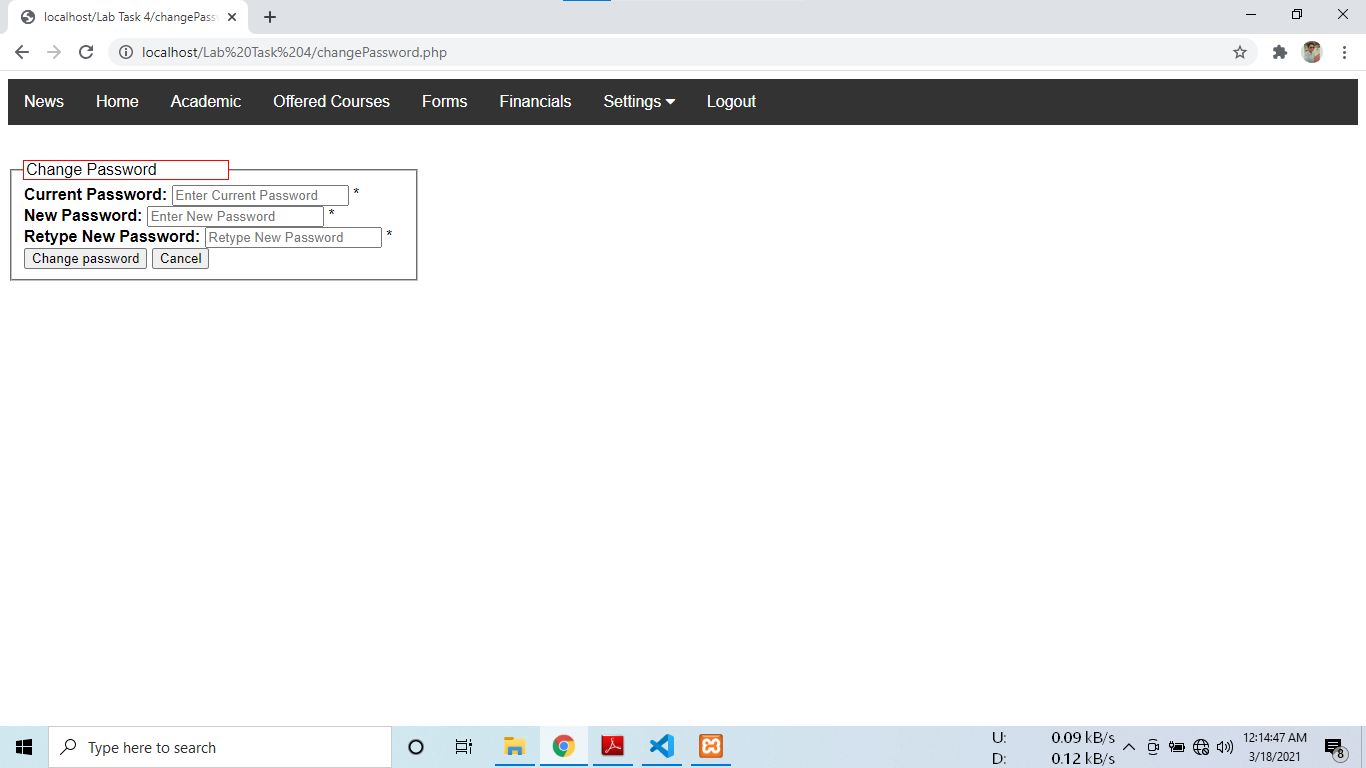 localhost/Lab Task 4/changePass
localhost/Lab%20Task%204/changePassword.php
News Home Academic Offered Courses Forms Financials Settings Logout
Change Password
Current Password: Enter Current Password *
New Password: Enter New Password *
Retype New Password: Retype New Password *
Change password Cancel
Type here to search
U: 0.09 kB/s
D: 0.12 kB/s
12:14:47 AM
3/18/2021
8